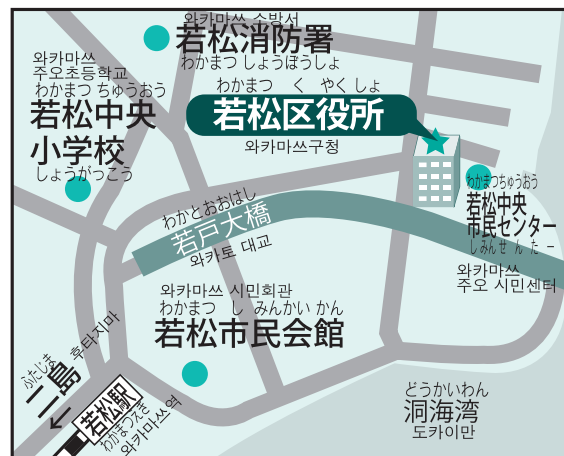 와카마쓰 소방서
若松消防署
わかまつ しょうぼうしょ
와카마쓰
주오초등학교
わかまつ ちゅうおう
若松中央
小学校
しょうがっこう
わかまつ く やく しょ
若松区役所
와카마쓰구청
わかまつちゅうおう
若松中央
市民センター
しみんせんたー
와카마쓰
주오 시민센터
わかとおおはし
若戸大橋
와카토 대교
와카마쓰 시민회관
わかまつ し みんかい かん
若松市民会館
ふたじま
二島
후타지마
若松駅
わかまつえき
와카마쓰역
どうかいわん
洞海湾
도카이만